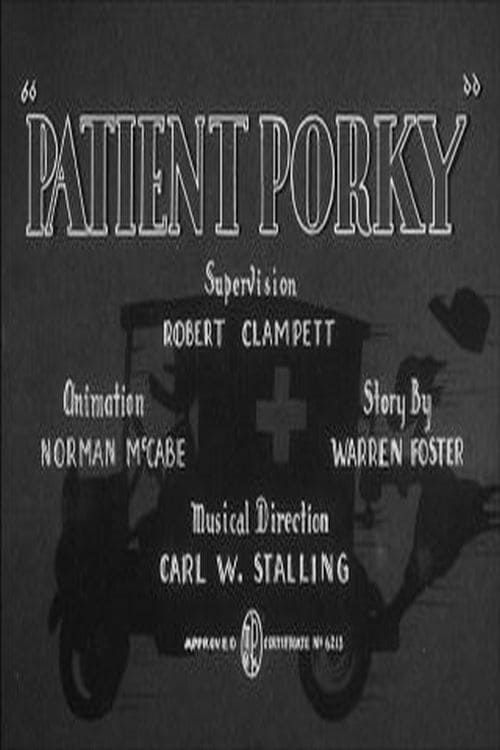 "PATIENT PORKY"
Supervision
ROBERT CLAMPETT
Animation
NORMAN McCABE
Story By
WARREN FOSTER
Musical Direction
CARL W. STALLING
APPROVED
CERTIFICATE Nº 6213